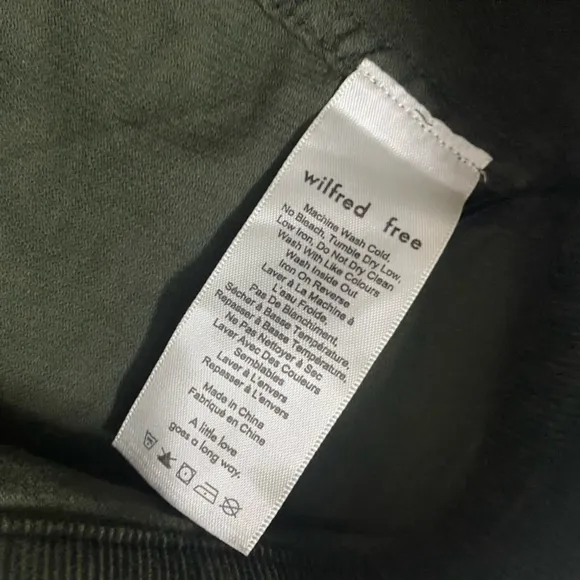 wilfred free
Machine Wash Cold.
No Bleach, Tumble Dry Low,
Low Iron, Do Not Dry Clean
Wash With Like Colours
Wash Inside Out
Iron On Reverse
Laver à La Machine à
L'eau Froide,
Pas De Blanchiment,
Sécher à Basse Température,
Repasser à Basse Température,
Ne Pas Nettoyer à Sec
Laver Avec Des Couleurs
Semblables
Laver à L'envers
Repasser à L'envers
Made in China
Fabriqué en Chine
A little love
goes a long way.